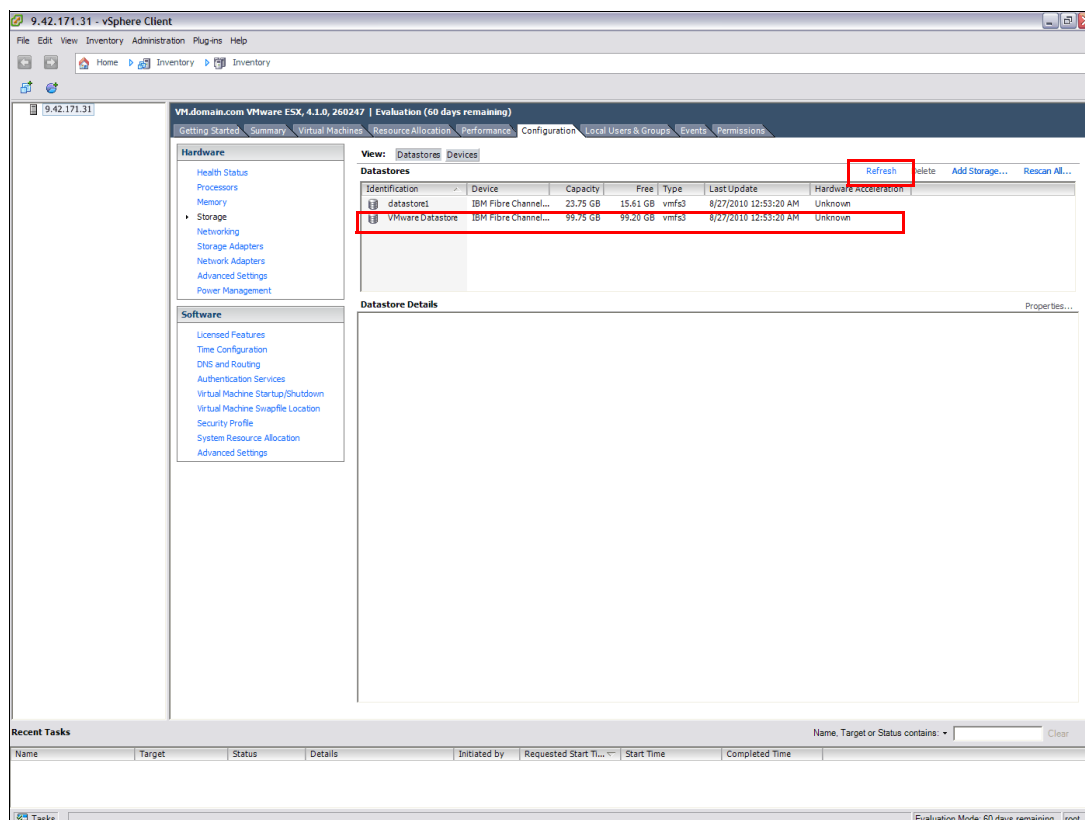 9.42.171.31 - vSphere Client
File Edit View Inventory Administration Plug-ins Help
Home Inventory Inventory
9.42.171.31
VM.domain.com VMware ESX, 4.1.0, 260247 | Evaluation (60 days remaining)
Getting Started Summary Virtual Machines Resource Allocation Performance Configuration Local Users & Groups Events Permissions
Hardware
Health Status
Processors
Memory
Storage
Networking
Storage Adapters
Network Adapters
Advanced Settings
Power Management
Software
Licensed Features
Time Configuration
DNS and Routing
Authentication Services
Virtual Machine Startup/Shutdown
Virtual Machine Swapfile Location
Security Profile
System Resource Allocation
Advanced Settings
View: Datastores Devices
Datastores Refresh Delete Add Storage... Rescan All...
Identification Device Capacity Free Type Last Update Hardware Acceleration
datastore1 IBM Fibre Channel... 23.75 GB 15.61 GB vmfs3 8/27/2010 12:53:20 AM Unknown
VMware Datastore IBM Fibre Channel... 99.75 GB 99.20 GB vmfs3 8/27/2010 12:53:20 AM Unknown
Datastore Details Properties...
Recent Tasks Name, Target or Status contains: Clear
Name Target Status Details Initiated by Requested Start Ti... Start Time Completed Time
Tasks Evaluation Mode: 60 days remaining root